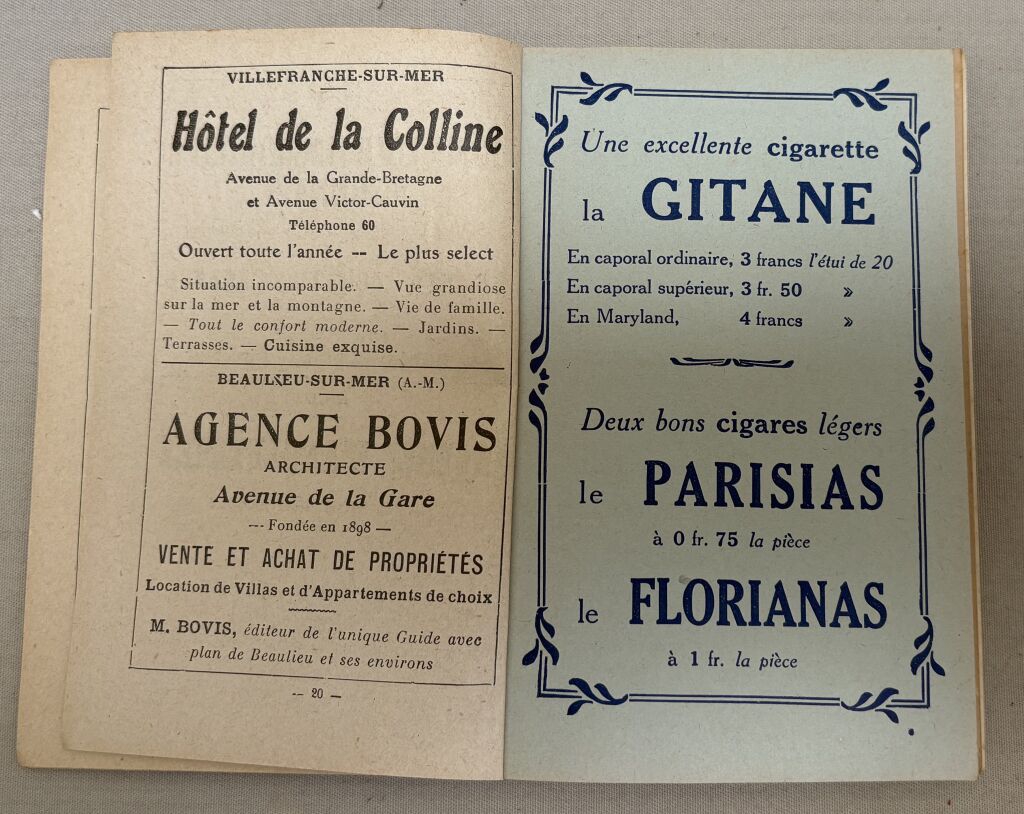 VILLEFRANCHE-SUR-MER
Hôtel de la Colline
Avenue de la Grande-Bretagne
et Avenue Victor-Cauvin
Téléphone 60
Ouvert toute l'année -- Le plus select
Situation incomparable. — Vue grandiose
sur la mer et la montagne. — Vie de famille.
— Tout le confort moderne. — Jardins. —
Terrasses. — Cuisine exquise.
BEAULIEU-SUR-MER (A.-M.)
AGENCE BOVIS
ARCHITECTE
Avenue de la Gare
--- Fondée en 1898 —
VENTE ET ACHAT DE PROPRIÉTÉS
Location de Villas et d'Appartements de choix
M. BOVIS, éditeur de l'unique Guide avec
plan de Beaulieu et ses environs
-- 20 —
Une excellente cigarette
la GITANE
En caporal ordinaire, 3 francs l'étui de 20
En caporal supérieur, 3 fr. 50 »
En Maryland, 4 francs »
Deux bons cigares légers
le PARISIAS
à 0 fr. 75 la pièce
le FLORIANAS
à 1 fr. la pièce